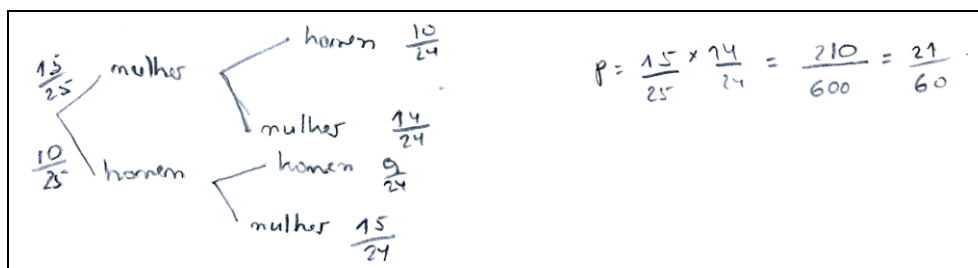 homem 10/24
15/25 mulher
mulher 14/24
10/25 homem
homem 9/24
mulher 15/24
p = 15/25 × 14/24 = 210/600 = 21/60